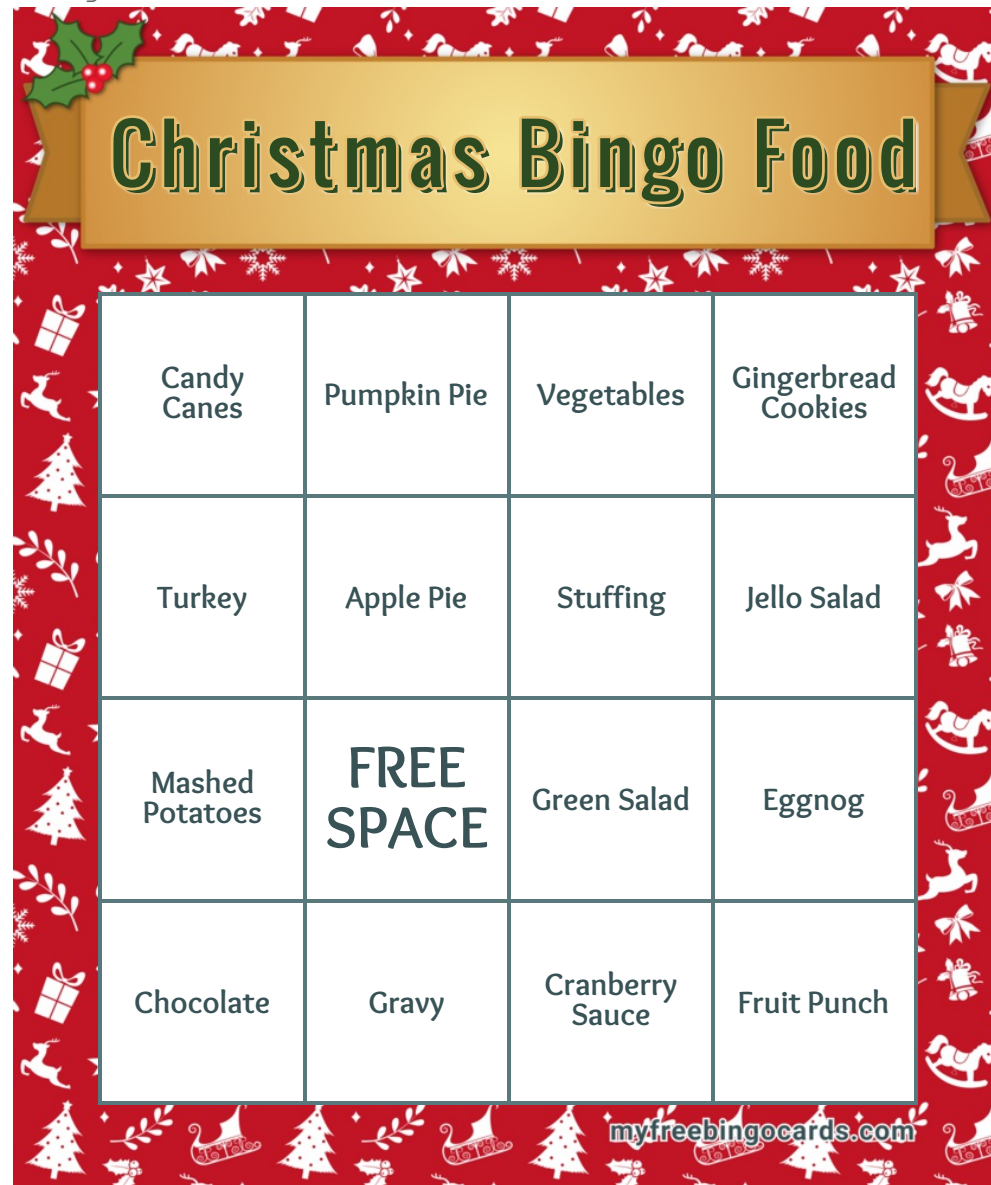 Christmas Bingo Food
Candy
Canes
Pumpkin Pie
Vegetables
Gingerbread
Cookies
Turkey
Apple Pie
Stuffing
Jello Salad
Mashed
Potatoes
FREE
SPACE
Green Salad
Eggnog
Chocolate
Gravy
Cranberry
Sauce
Fruit Punch
myfreebingocards.com